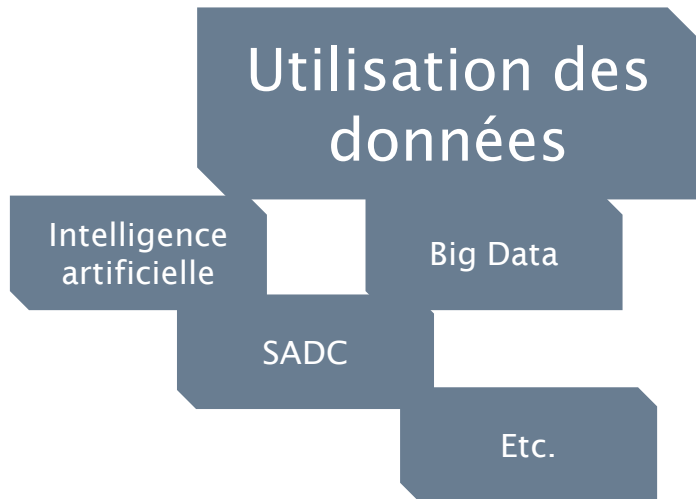 Utilisation des
données
Intelligence
artificielle
Big Data
SADC
Etc.